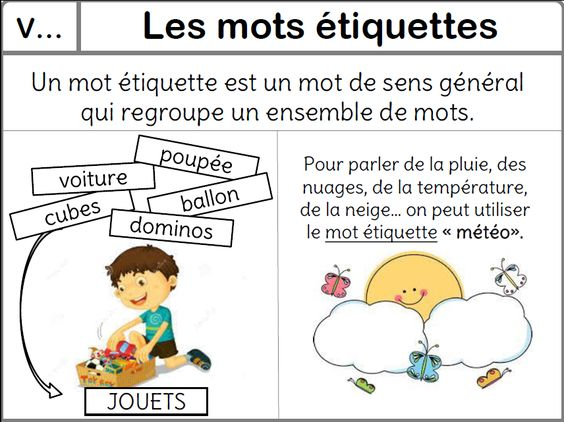 V...
Les mots étiquettes
Un mot étiquette est un mot de sens général
qui regroupe un ensemble de mots.
poupée
voiture
ballon
cubes
dominos
JOUETS
Pour parler de la pluie, des
nuages, de la température,
de la neige... on peut utiliser
le mot étiquette « météo».